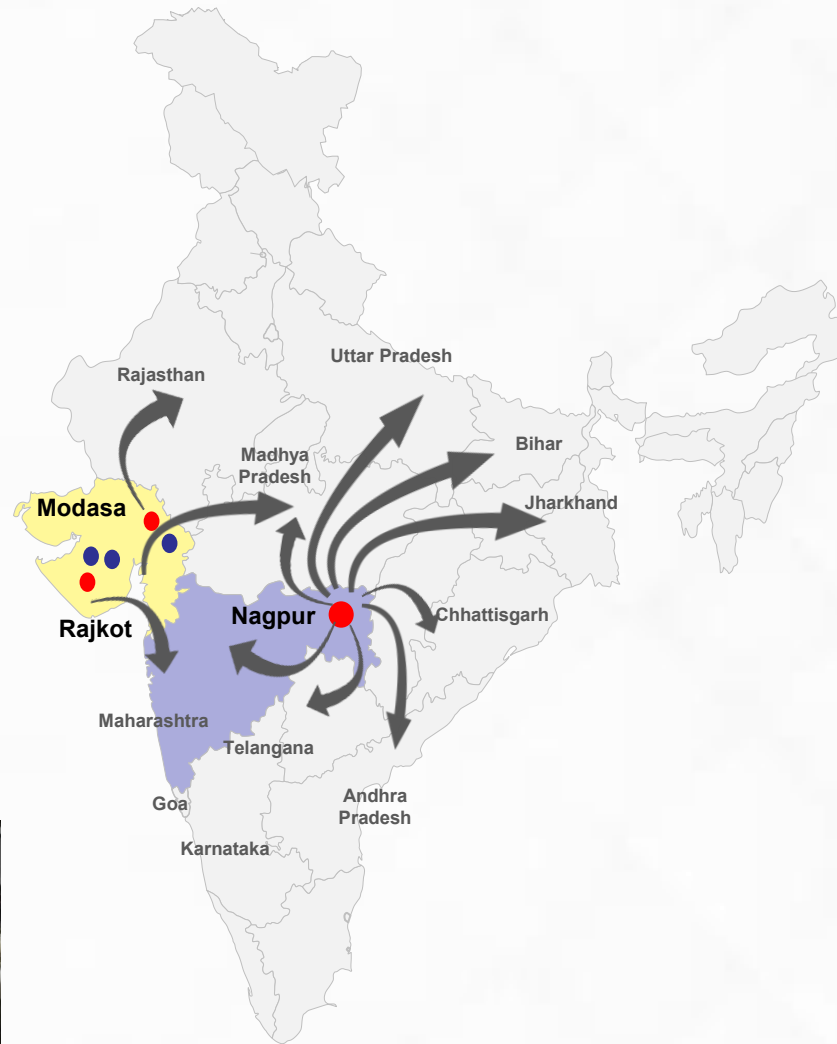 Uttar Pradesh
Rajasthan
Bihar
Madhya
Pradesh
Jharkhand
Modasa
Nagpur
Chhattisgarh
Rajkot
Maharashtra
Telangana
Goa
Andhra
Pradesh
Karnataka